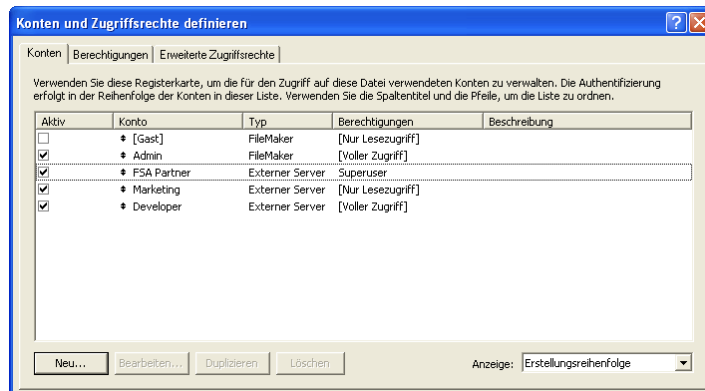 Konten und Zugriffsrechte definieren
Konten Berechtigungen Erweiterte Zugriffsrechte
Verwenden Sie diese Registerkarte, um die für den Zugriff auf diese Datei verwendeten Konten zu verwalten. Die Authentifizierung
erfolgt in der Reihenfolge der Konten in dieser Liste. Verwenden Sie die Spaltentitel und die Pfeile, um die Liste zu ordnen.
Aktiv Konto Typ Berechtigungen Beschreibung
[Gast] FileMaker [Nur Lesezugriff]
Admin FileMaker [Voller Zugriff]
FSA Partner Externer Server Superuser
Marketing Externer Server [Nur Lesezugriff]
Developer Externer Server [Voller Zugriff]
Neu... Bearbeiten... Duplizieren Löschen Anzeige: Erstellungsreihenfolge